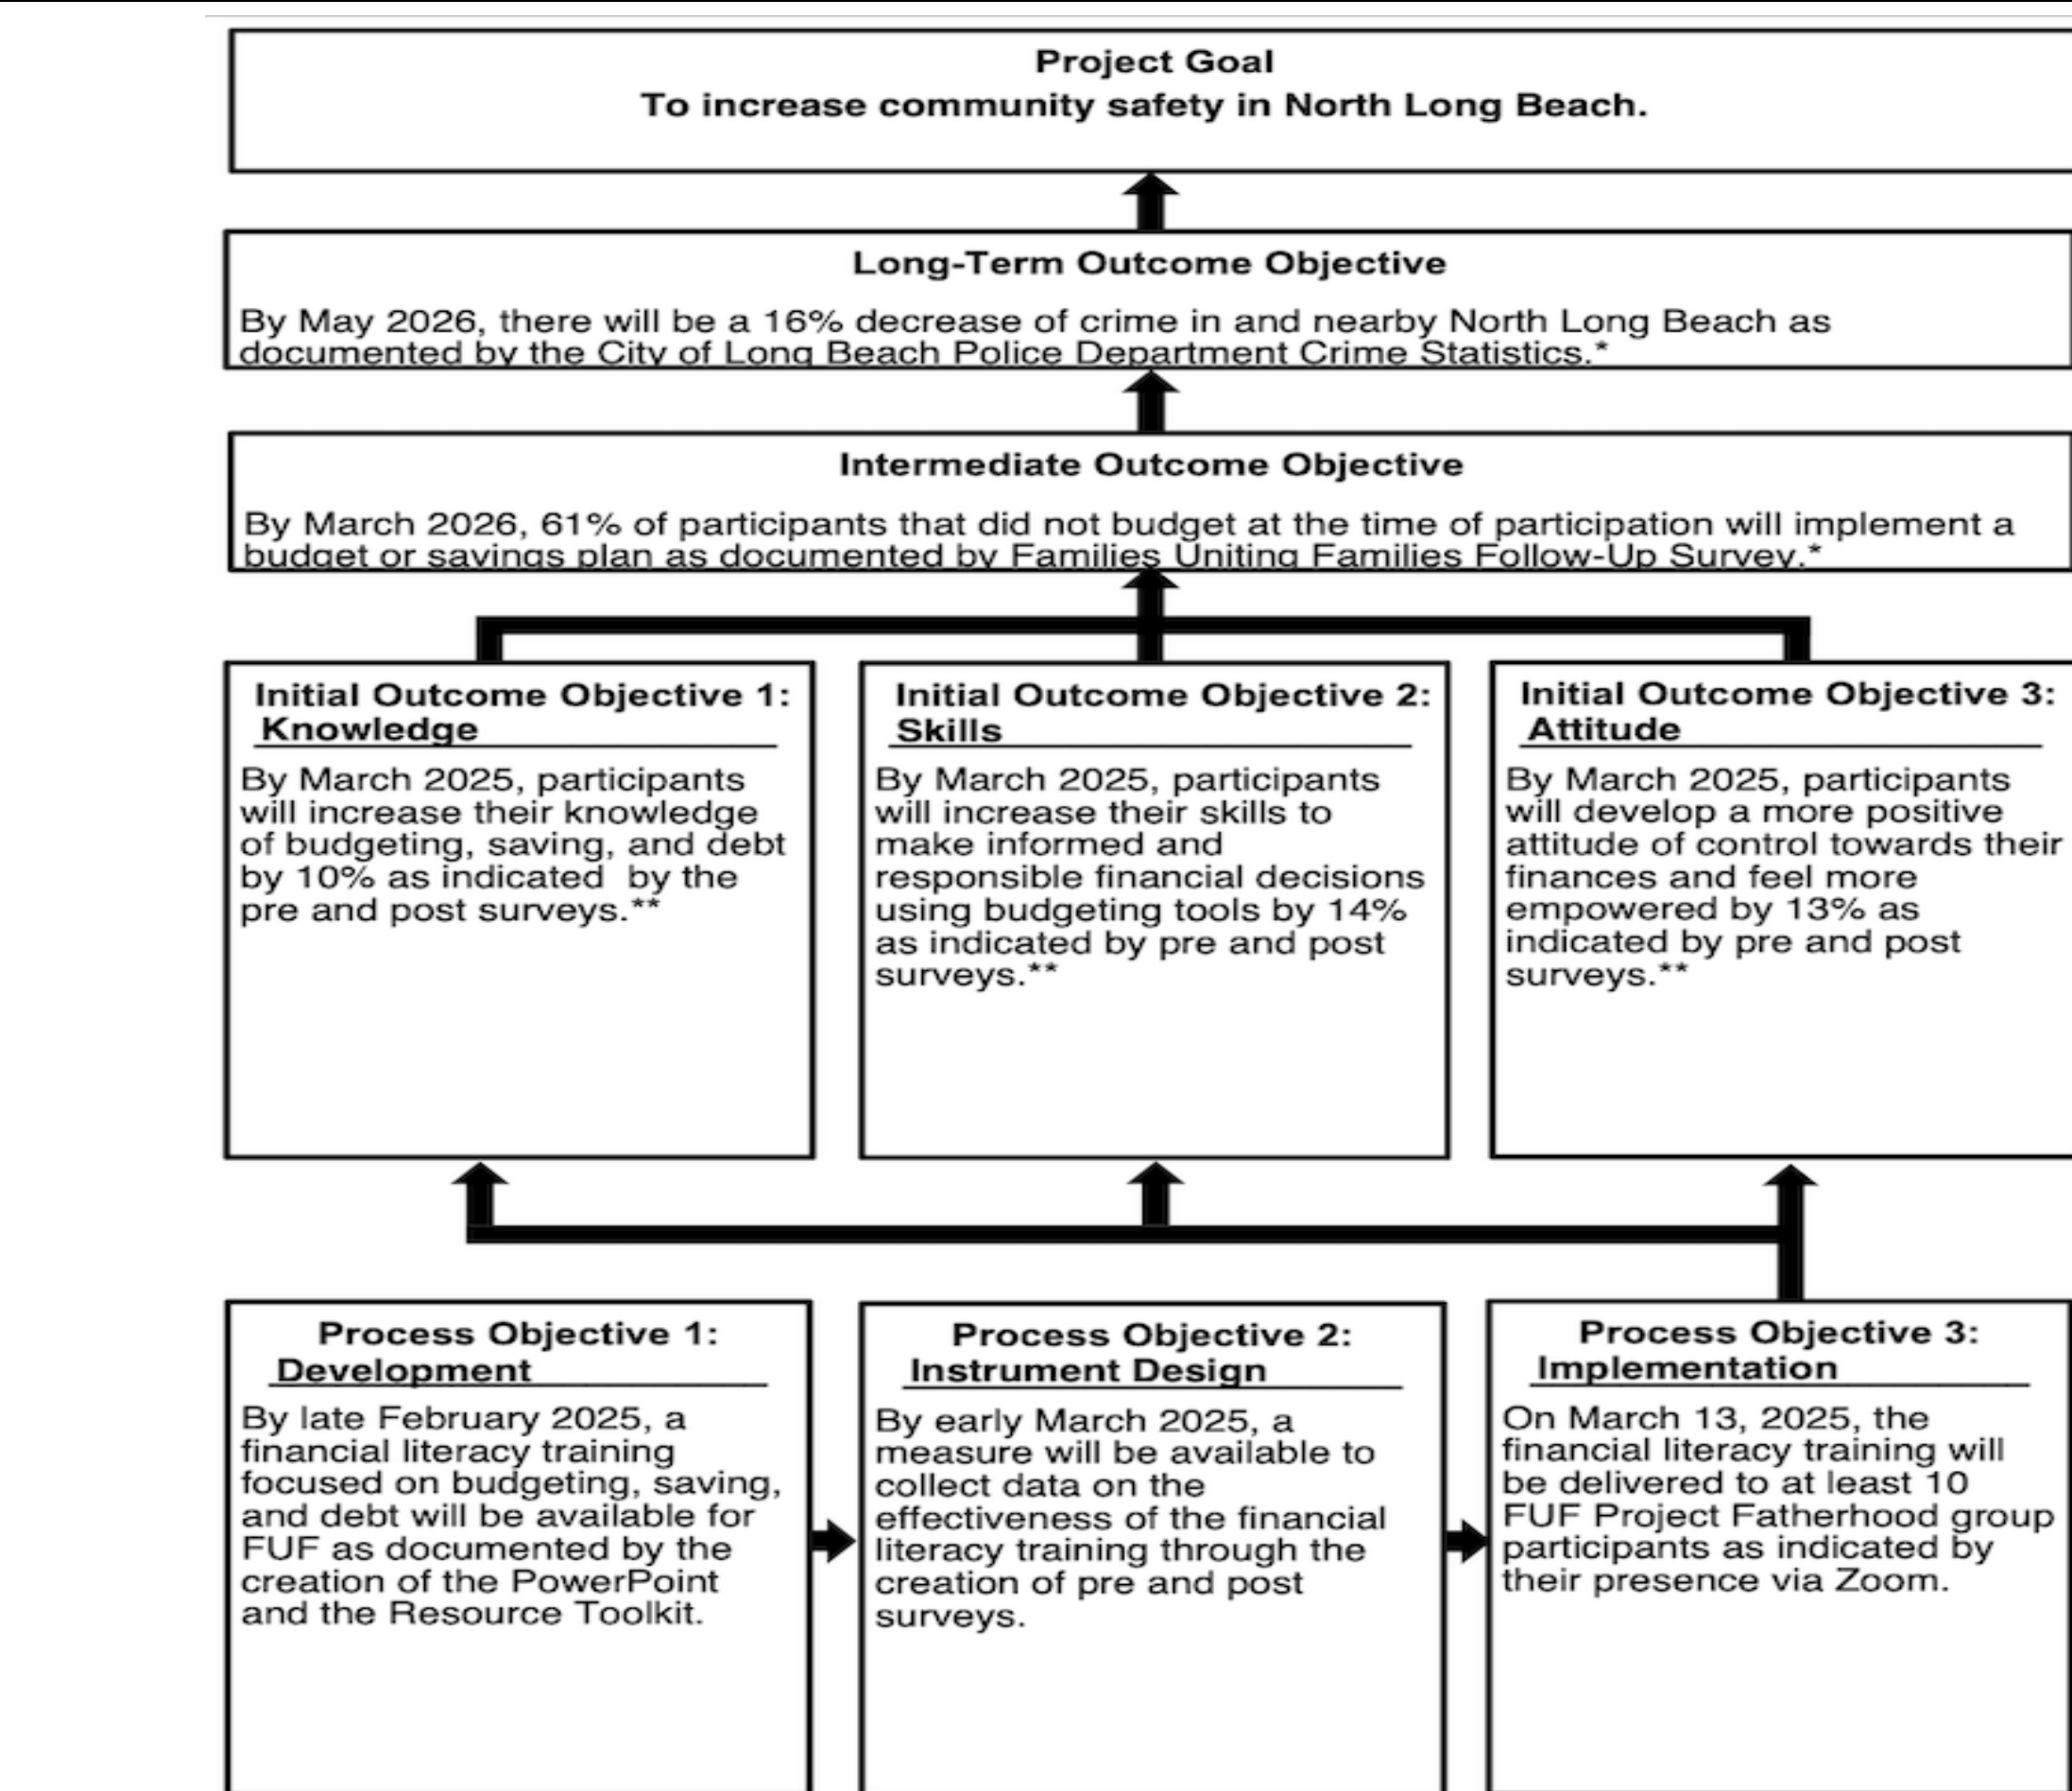 Project Goal
To increase community safety in North Long Beach.
Long-Term Outcome Objective
By May 2026, there will be a 16% decrease of crime in and nearby North Long Beach as
documented by the City of Long Beach Police Department Crime Statistics.*
Intermediate Outcome Objective
By March 2026, 61% of participants that did not budget at the time of participation will implement a
budget or savings plan as documented by Families Uniting Families Follow-Up Survey.*
Initial Outcome Objective 1:
Knowledge
By March 2025, participants
will increase their knowledge
of budgeting, saving, and debt
by 10% as indicated  by the
pre and post surveys.**
Initial Outcome Objective 2:
Skills
By March 2025, participants
will increase their skills to
make informed and
responsible financial decisions
using budgeting tools by 14%
as indicated by pre and post
surveys.**
Initial Outcome Objective 3:
Attitude
By March 2025, participants
will develop a more positive
attitude of control towards their
finances and feel more
empowered by 13% as
indicated by pre and post
surveys.**
Process Objective 1:
Development
By late February 2025, a
financial literacy training
focused on budgeting, saving,
and debt will be available for
FUF as documented by the
creation of the PowerPoint
and the Resource Toolkit.
Process Objective 2:
Instrument Design
By early March 2025, a
measure will be available to
collect data on the
effectiveness of the financial
literacy training through the
creation of pre and post
surveys.
Process Objective 3:
Implementation
On March 13, 2025, the
financial literacy training will
be delivered to at least 10
FUF Project Fatherhood group
participants as indicated by
their presence via Zoom.